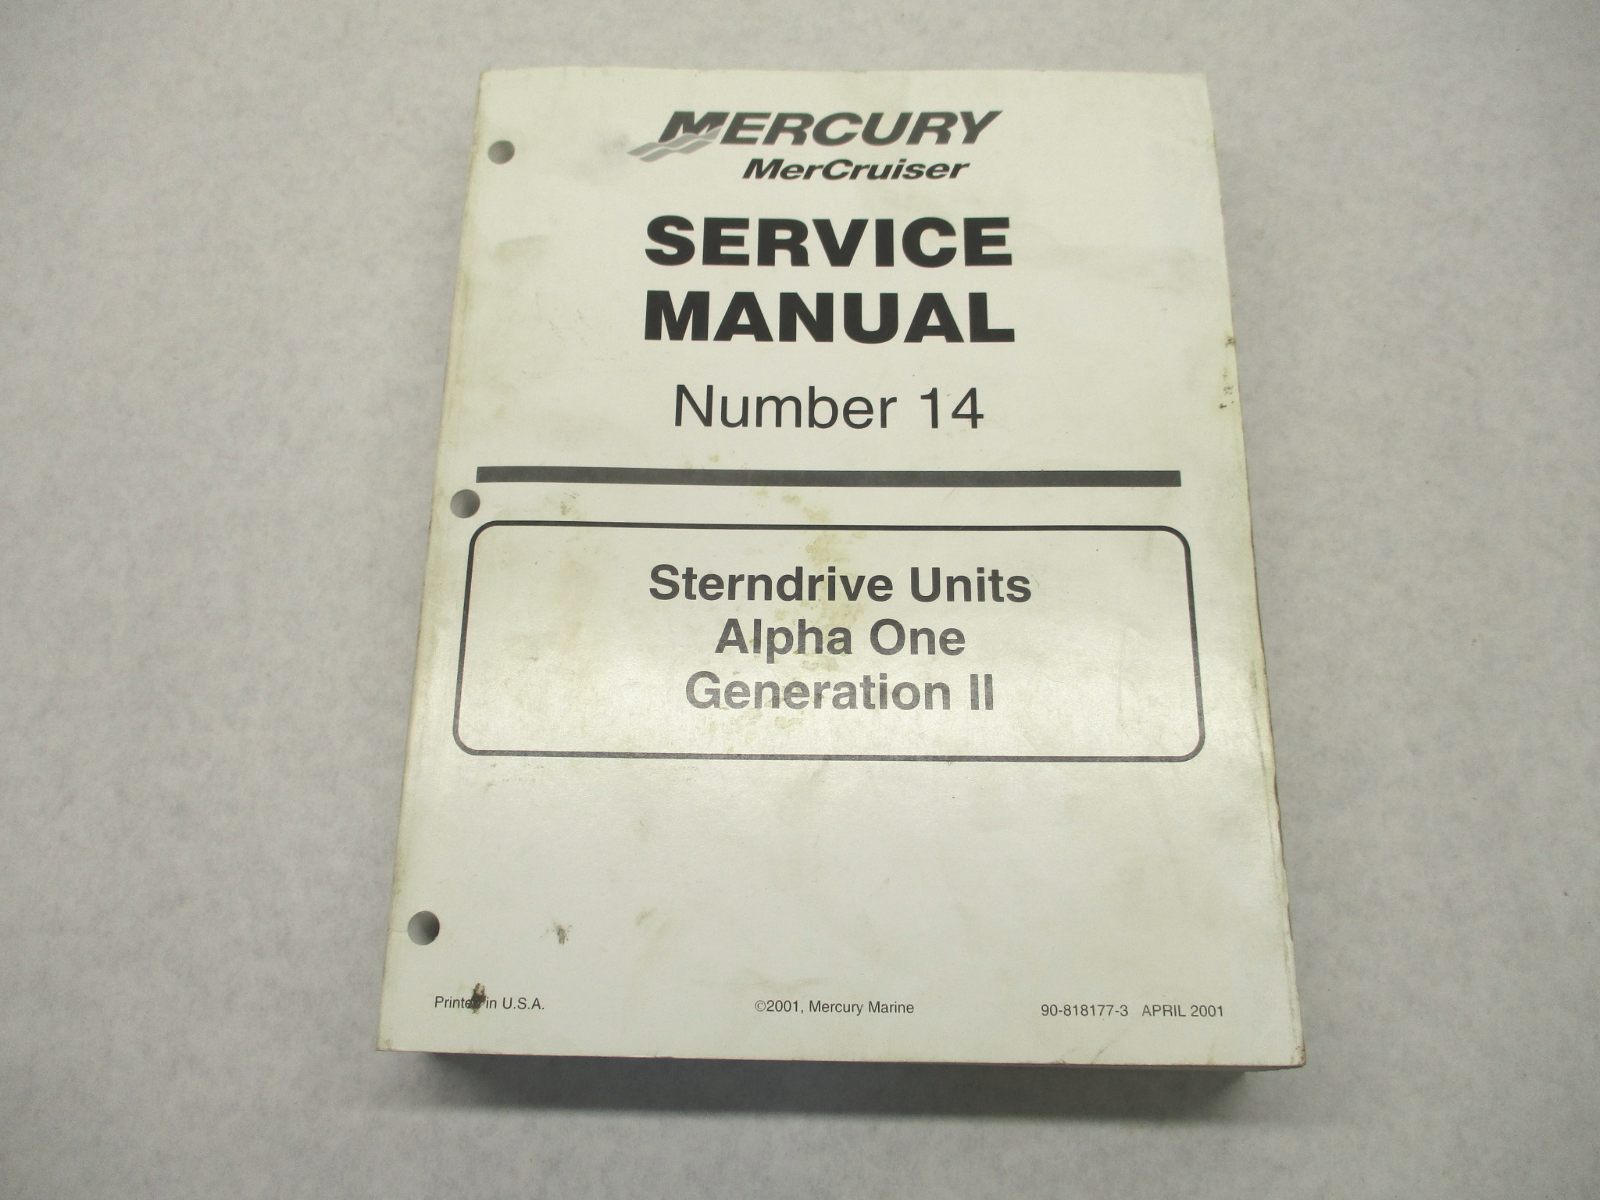 MERCURY
MerCruiser
SERVICE
MANUAL
Number 14
Sterndrive Units
Alpha One
Generation II
Printed in U.S.A.
©2001, Mercury Marine
90-818177-3 APRIL 2001